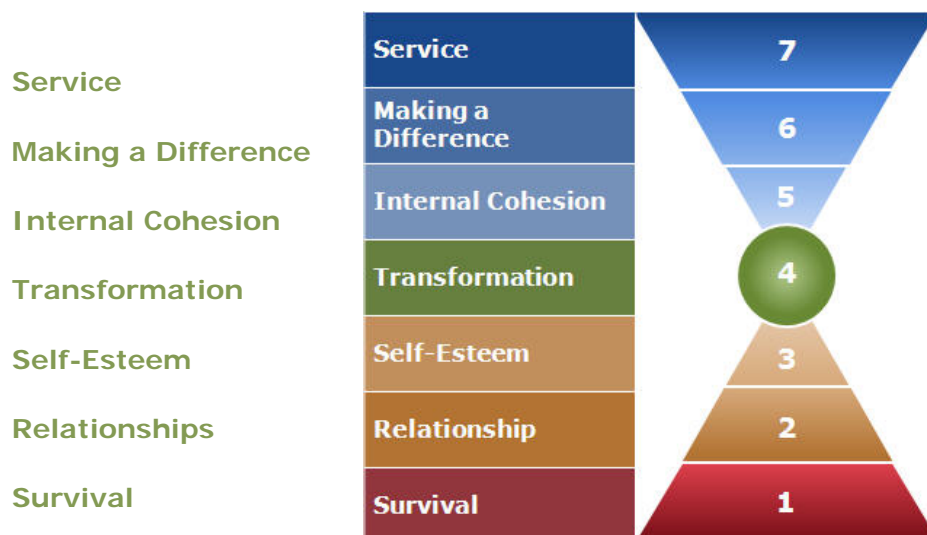 Service
Making a Difference
Internal Cohesion
Transformation
Self-Esteem
Relationships
Survival
Service
Making a
Difference
Internal Cohesion
Transformation
Self-Esteem
Relationship
Survival
7
6
5
4
3
2
1